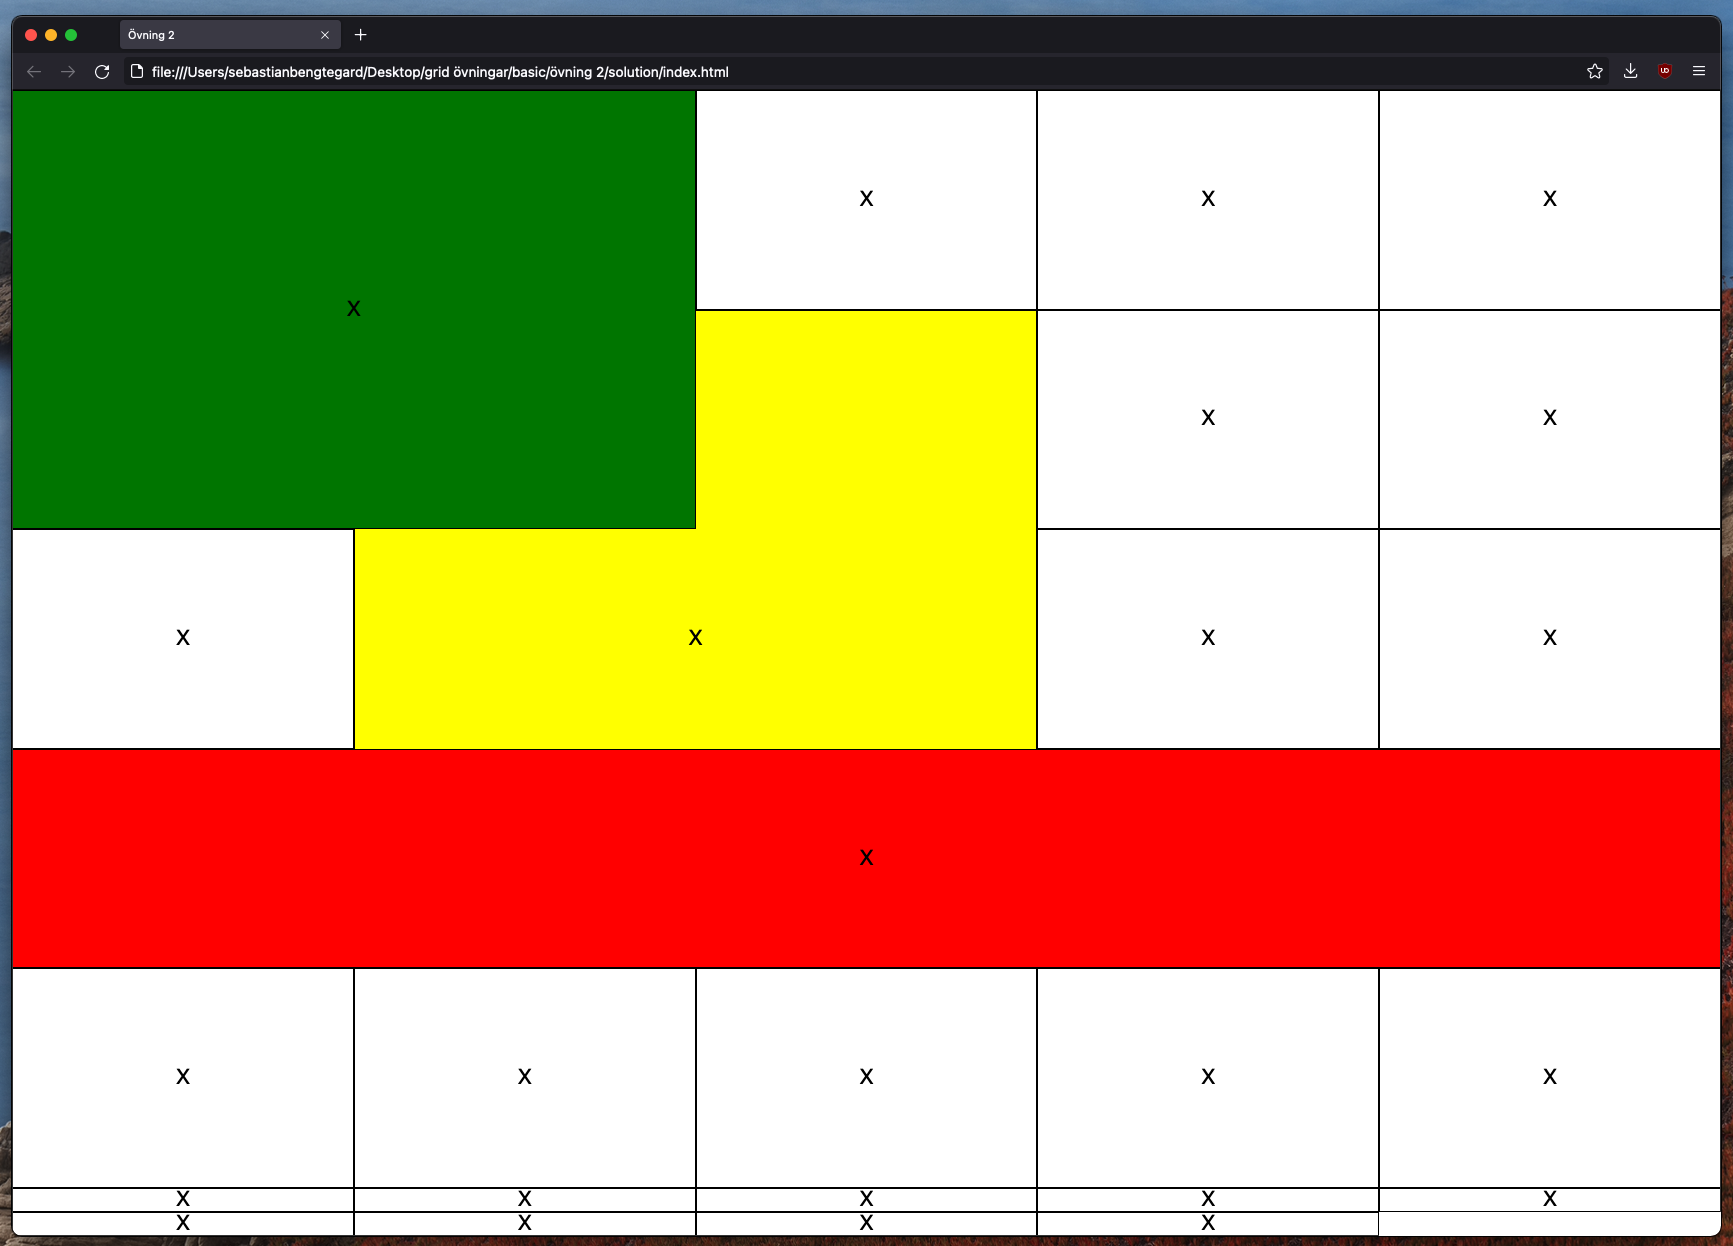 Övning 2
file:///Users/sebastianbengtegard/Desktop/grid övningar/basic/övning 2/solution/index.html
X X X
X
X X
X X X X
X
X X X X X
X X X X X
X X X X